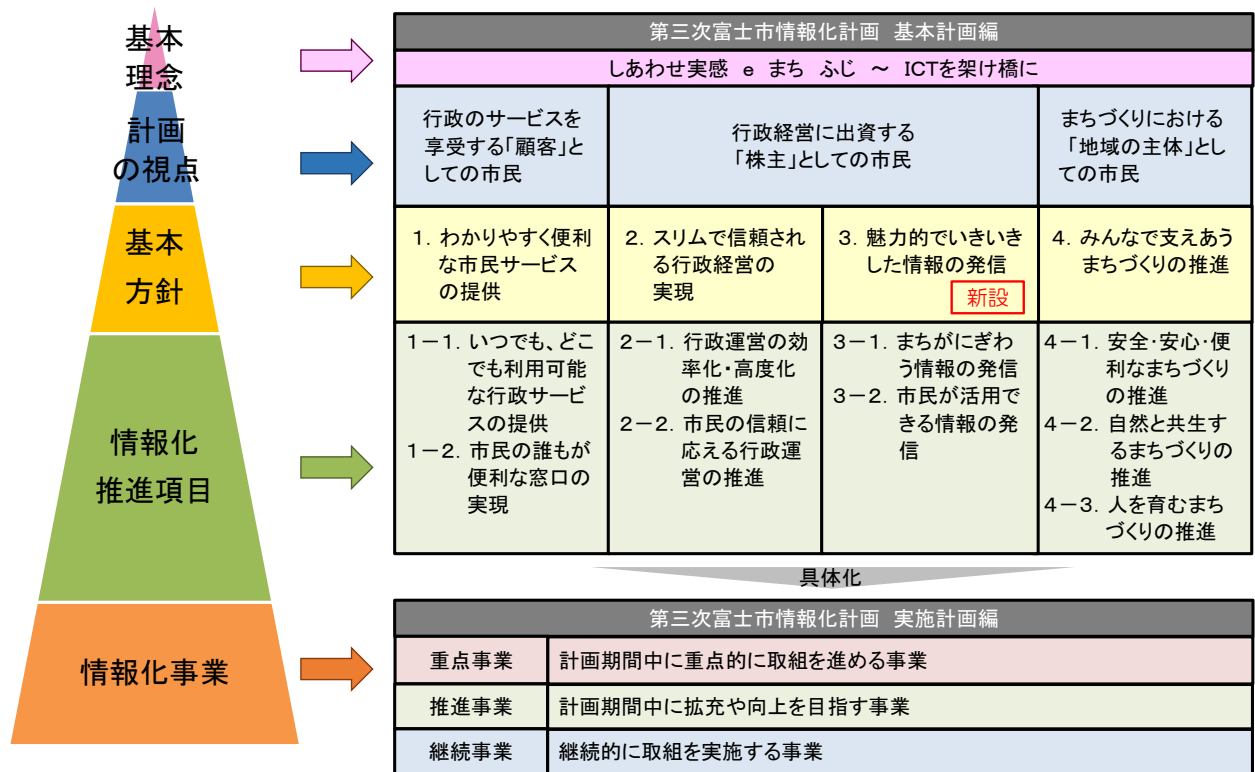 基本
理念
計画
の視点
基本
方針
情報化
推進項目
情報化事業
第三次富士市情報化計画 基本計画編
しあわせ実感 e まち ふじ ～ ICTを架け橋に
行政のサービスを
享受する「顧客」と
しての市民
行政経営に出資する
「株主」としての市民
まちづくりにおける
「地域の主体」とし
ての市民
1．わかりやすく便利
な市民サービス
の提供
2．スリムで信頼され
る行政経営の
実現
3．魅力的でいきいき
した情報の発信
新設
4．みんなで支えあう
まちづくりの推進
1－1．いつでも、どこ
でも利用可能
な行政サービ
スの提供
1－2．市民の誰もが
便利な窓口の
実現
2－1．行政運営の効
率化・高度化
の推進
2－2．市民の信頼に
応える行政運
営の推進
3－1．まちがにぎわ
う情報の発信
3－2．市民が活用で
きる情報の発
信
4－1．安全・安心・便
利なまちづくり
の推進
4－2．自然と共生す
るまちづくりの
推進
4－3．人を育むまち
づくりの推進
具体化
第三次富士市情報化計画 実施計画編
重点事業 計画期間中に重点的に取組を進める事業
推進事業 計画期間中に拡充や向上を目指す事業
継続事業 継続的に取組を実施する事業